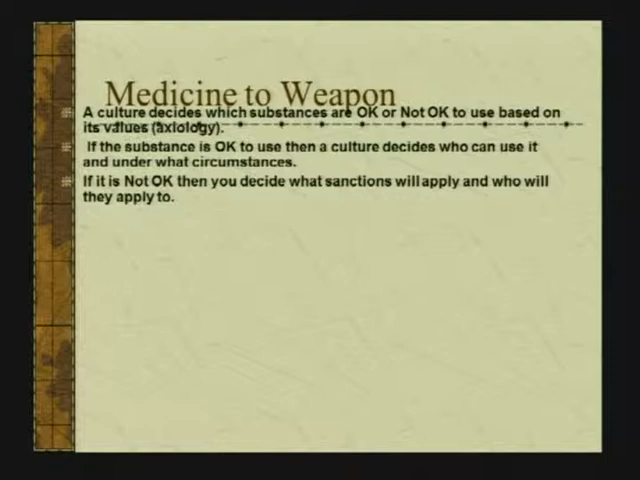 Medicine to Weapon
A culture decides which substances are OK or Not OK to use based on
its values (axiology).
If the substance is OK to use then a culture decides who can use it
and under what circumstances.
If it is Not OK then you decide what sanctions will apply and who will
they apply to.